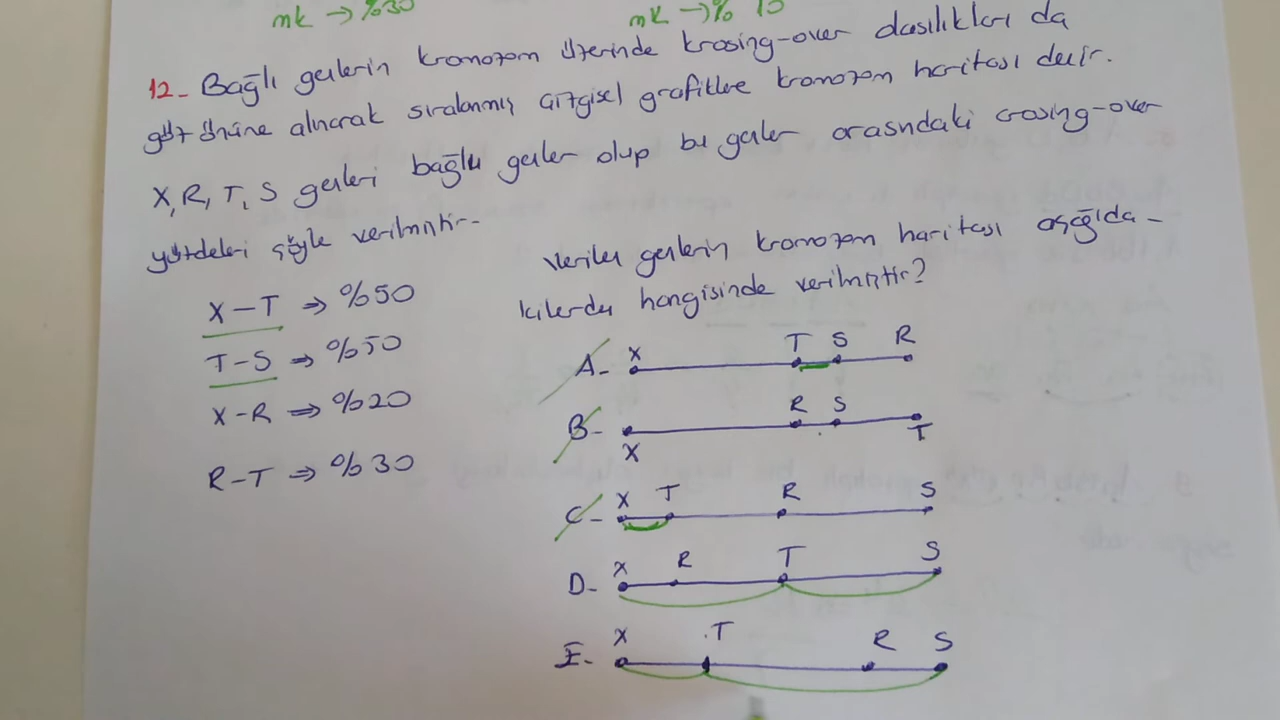 mk → %30
mk → % 10
12- Bağlı genlerin kromozom üzerinde krosing-over dasılıkları da
göz önüne alınarak sıralanmış çizgisel grafiklere kromozom haritası denir.
X, R, T, S genleri bağlı genler olup bu genler arasındaki crosing-over
yüzdeleri şöyle verilmiştir.
X-T ⇒ %50
T-S ⇒ %50
X-R ⇒ %20
R-T ⇒ %30
Verilen genlerin kromozom haritası aşağıda-
kilerden hangisinde verilmiştir?
A- X T S R
B- X R S T
C- X T R S
D- X R T S
E- X T R S